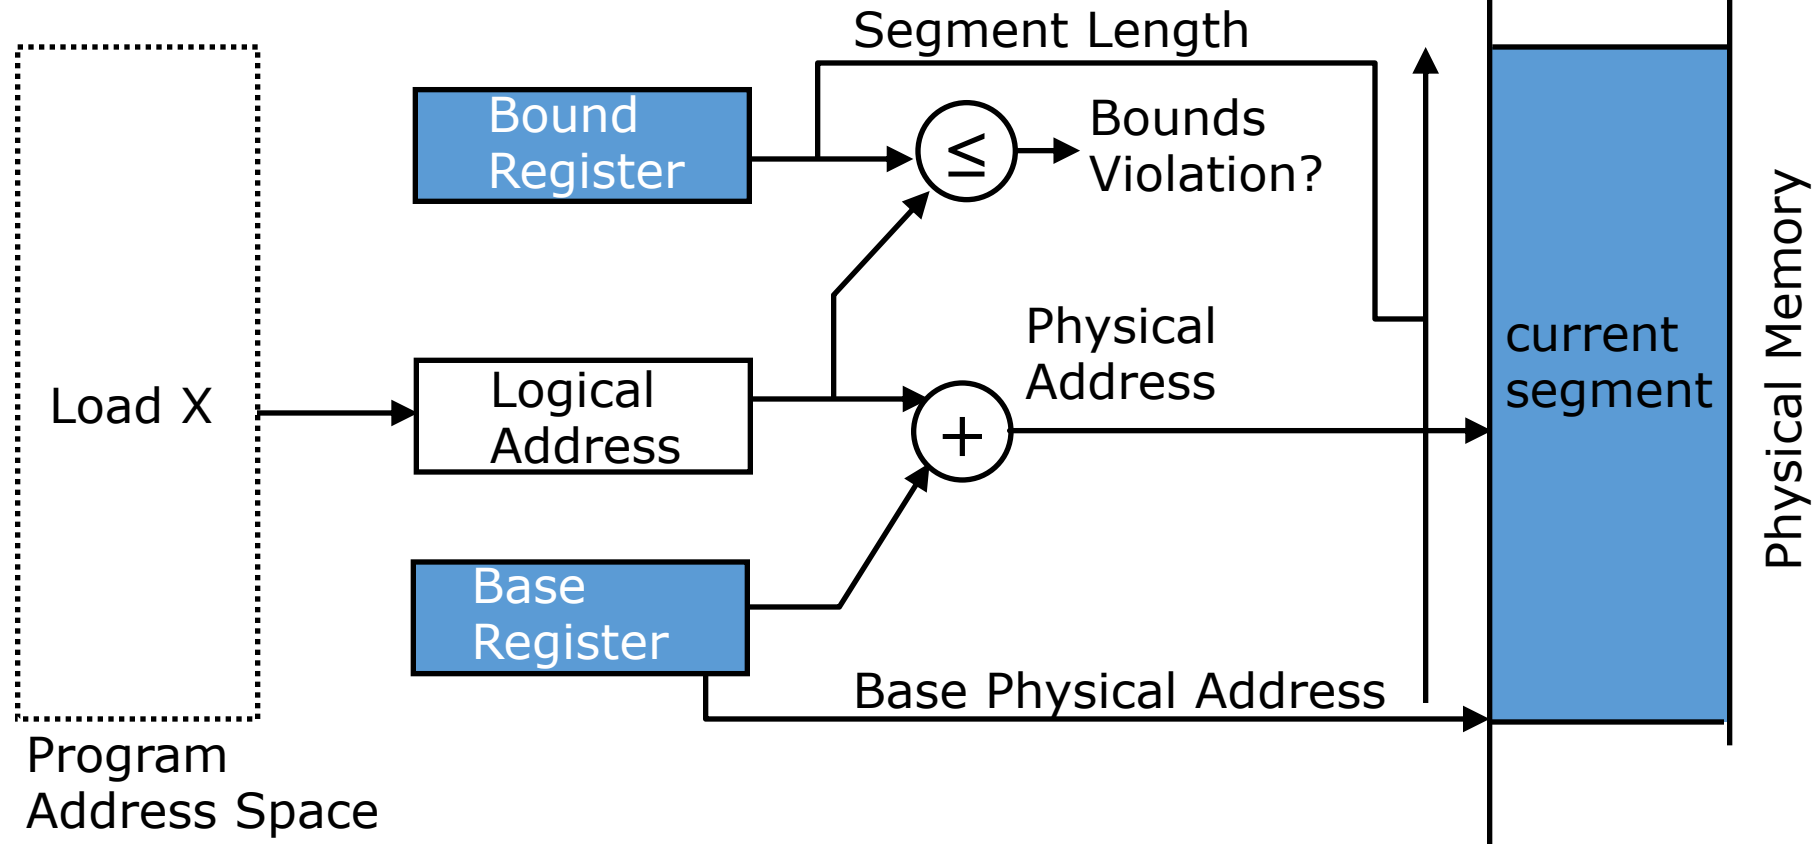 Segment Length
Bound
Register
≤
Bounds
Violation?
Load X
Logical
Address
Physical
Address
+
current
segment
Physical Memory
Base
Register
Base Physical Address
Program
Address Space